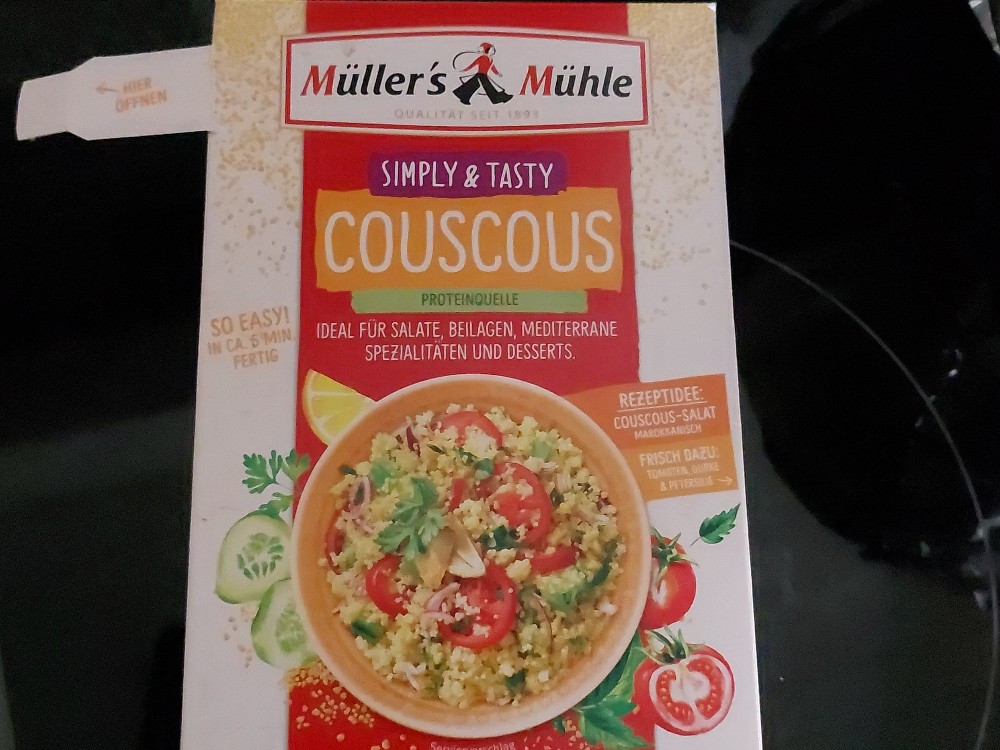 HIER
ÖFFNEN
Müller's Mühle
QUALITÄT SEIT 1893
SIMPLY & TASTY
COUSCOUS
PROTEINQUELLE
SO EASY!
IN CA. 5 MIN
FERTIG
IDEAL FÜR SALATE, BEILAGEN, MEDITERRANE
SPEZIALITÄTEN UND DESSERTS.
REZEPTIDEE:
COUSCOUS-SALAT
MAROKKANISCH
FRISCH DAZU:
TOMATEN, GURKE
& PETERSILIE
Serviervorschlag